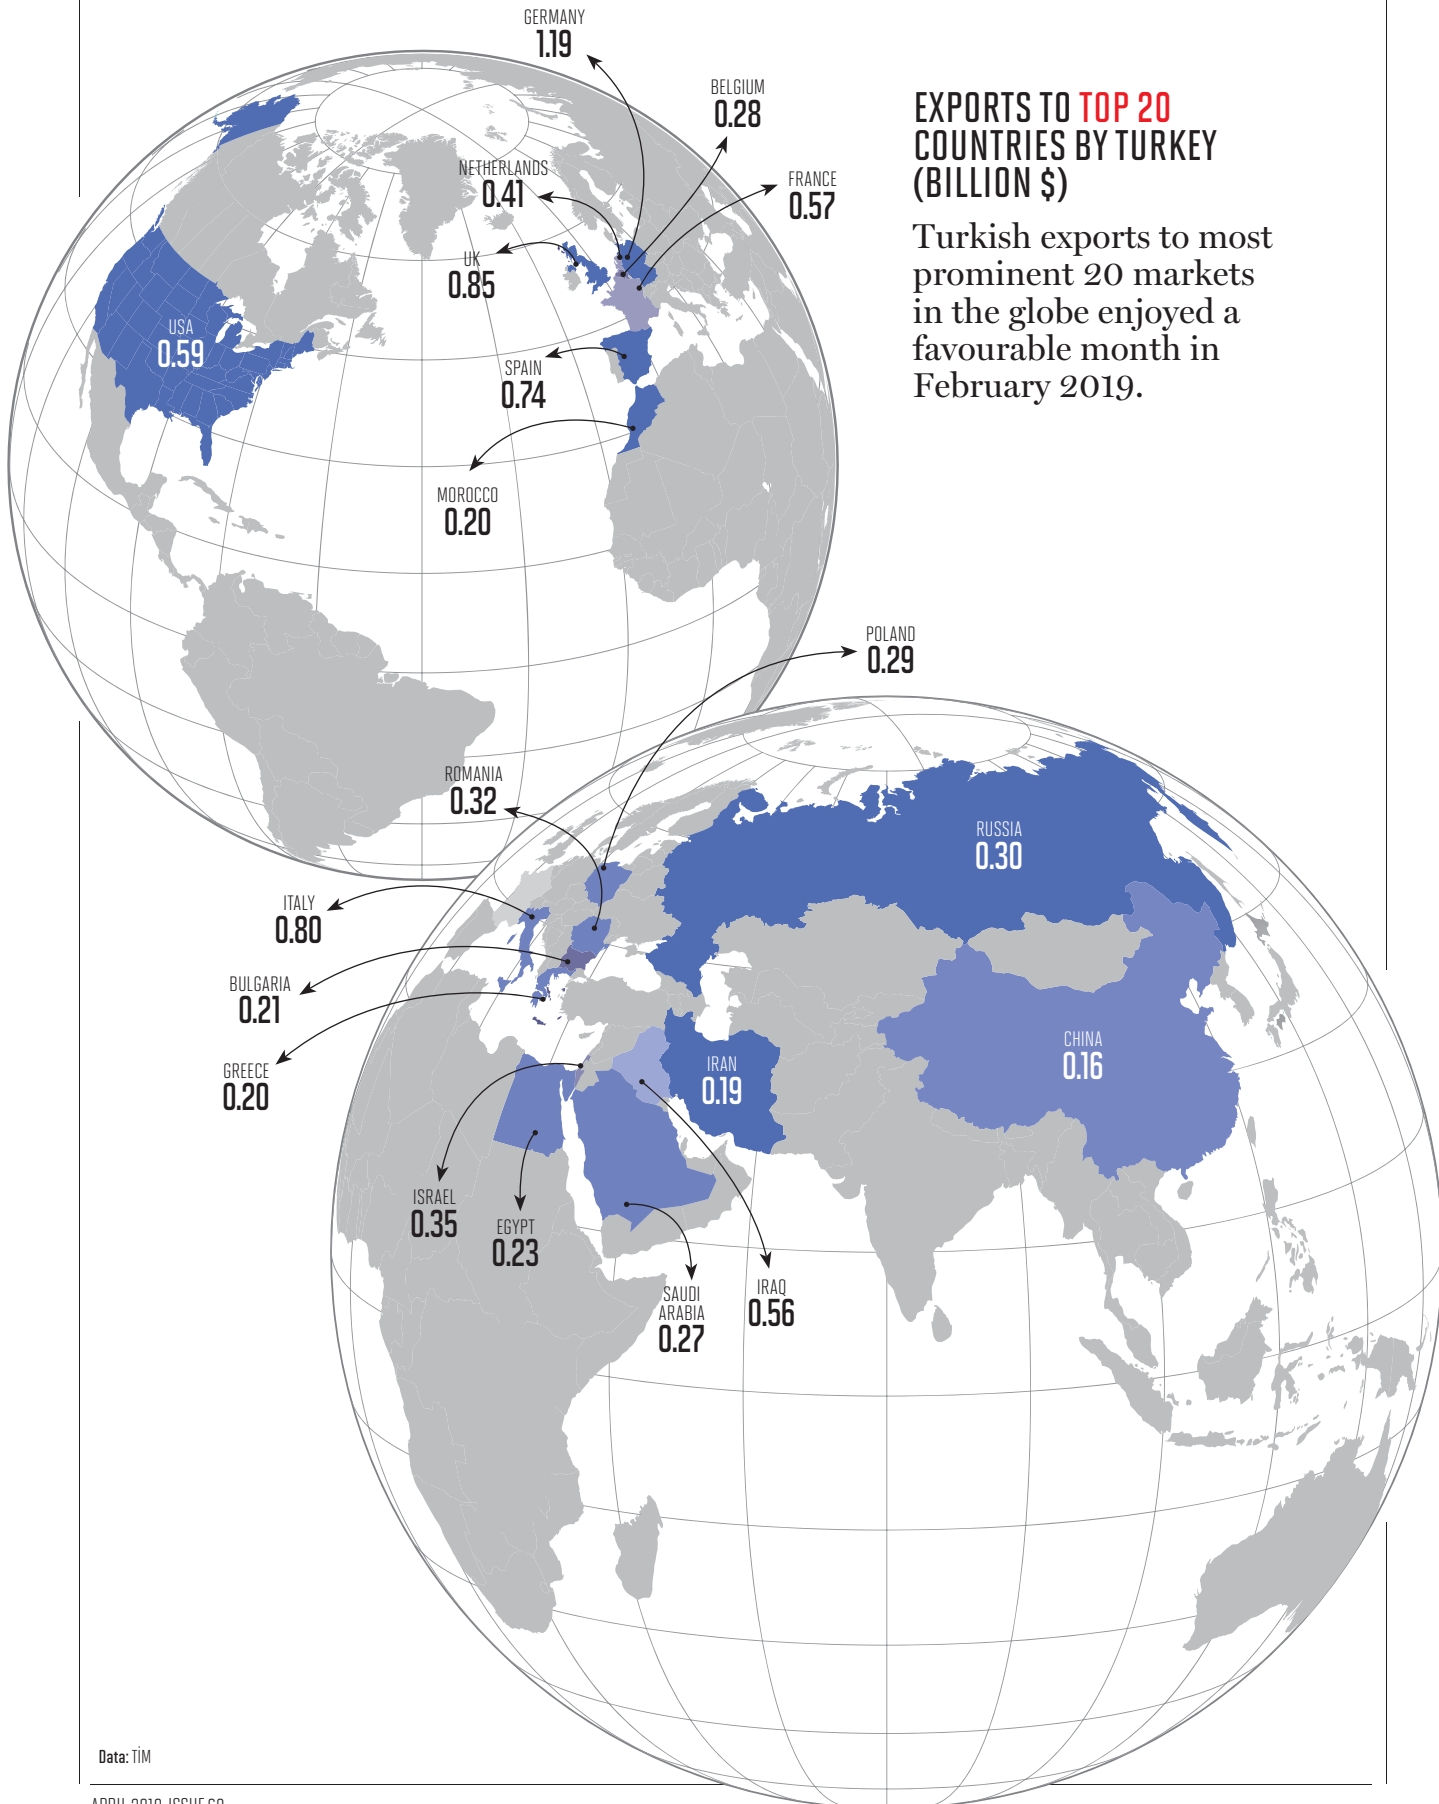 GERMANY
1.19
BELGIUM
0.28
NETHERLANDS
0.41
FRANCE
0.57
UK
0.85
USA
0.59
SPAIN
0.74
MOROCCO
0.20
EXPORTS TO TOP 20
COUNTRIES BY TURKEY
(BILLION $)
Turkish exports to most
prominent 20 markets
in the globe enjoyed a
favourable month in
February 2019.
POLAND
0.29
ROMANIA
0.32
RUSSIA
0.30
ITALY
0.80
BULGARIA
0.21
GREECE
0.20
IRAN
0.19
CHINA
0.16
ISRAEL
0.35
EGYPT
0.23
SAUDI
ARABIA
0.27
IRAQ
0.56
Data: TİM
APRIL 2019 ISSUE 69